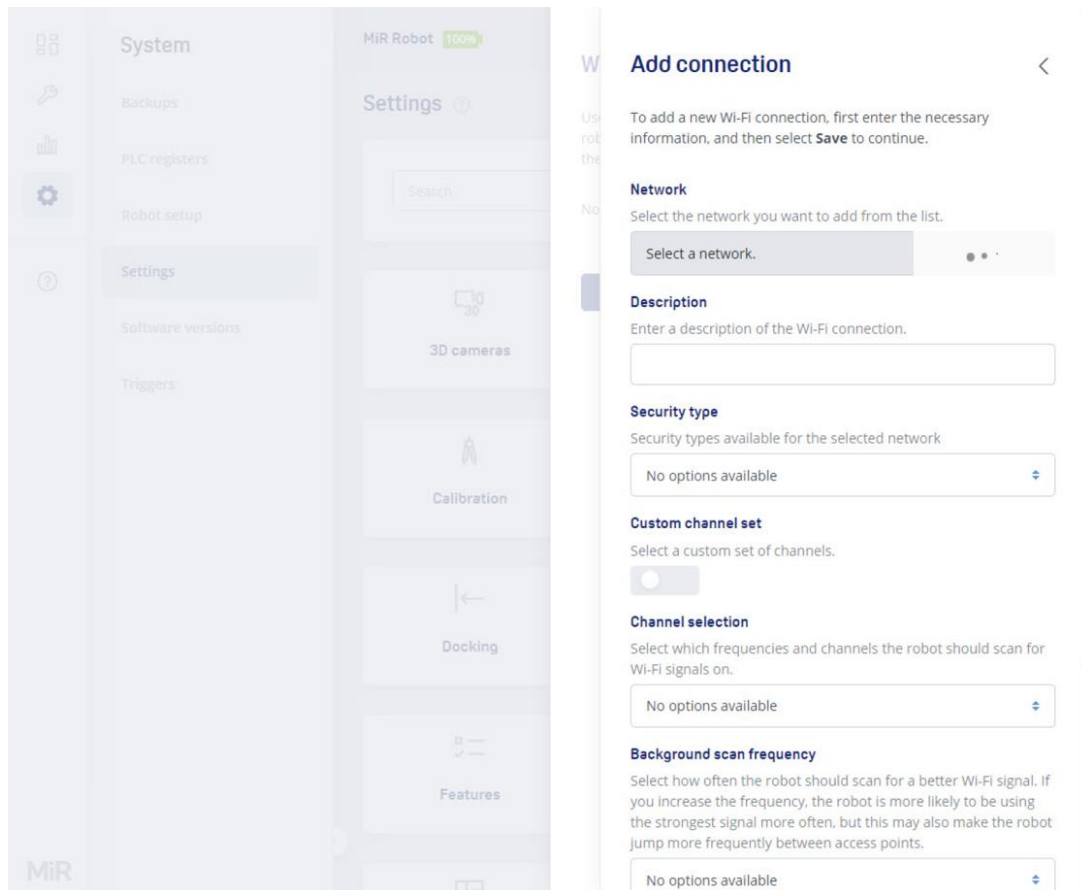 System
Backups
PLC registers
Robot setup
Settings
Software versions
Triggers
MiR
MiR Robot 100%
Settings
Search
3D
3D cameras
Calibration
Docking
Features
W
Use
rob
the
No
Add connection
To add a new Wi-Fi connection, first enter the necessary
information, and then select Save to continue.
Network
Select the network you want to add from the list.
Select a network.
Description
Enter a description of the Wi-Fi connection.
Security type
Security types available for the selected network
No options available
Custom channel set
Select a custom set of channels.
Channel selection
Select which frequencies and channels the robot should scan for
Wi-Fi signals on.
No options available
Background scan frequency
Select how often the robot should scan for a better Wi-Fi signal. If
you increase the frequency, the robot is more likely to be using
the strongest signal more often, but this may also make the robot
jump more frequently between access points.
No options available